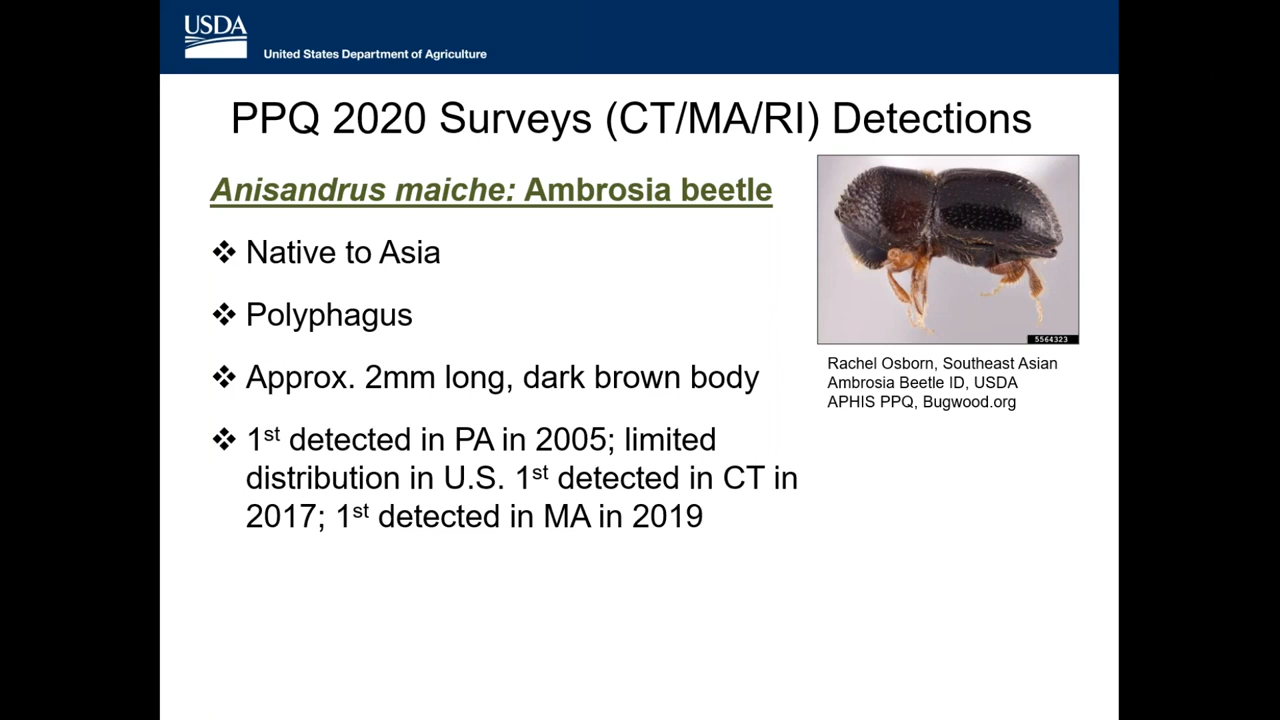 USDA
United States Department of Agriculture
PPQ 2020 Surveys (CT/MA/RI) Detections
Anisandrus maiche: Ambrosia beetle
❖ Native to Asia
❖ Polyphagus
❖ Approx. 2mm long, dark brown body
❖ 1st detected in PA in 2005; limited
distribution in U.S. 1st detected in CT in
2017; 1st detected in MA in 2019
5564323
Rachel Osborn, Southeast Asian
Ambrosia Beetle ID, USDA
APHIS PPQ, Bugwood.org